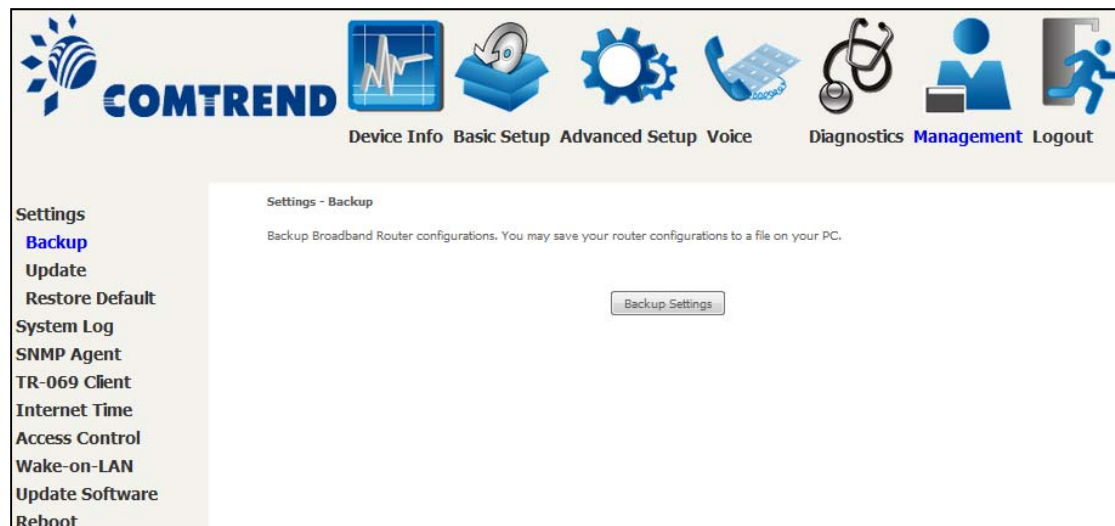 COMTREND
Device Info Basic Setup Advanced Setup Voice Diagnostics Management Logout
Settings
Backup
Update
Restore Default
System Log
SNMP Agent
TR-069 Client
Internet Time
Access Control
Wake-on-LAN
Update Software
Reboot
Settings - Backup
Backup Broadband Router configurations. You may save your router configurations to a file on your PC.
Backup Settings